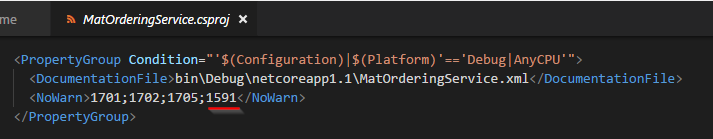 me
MatOrderingService.csproj
<PropertyGroup Condition="'$(Configuration)|$(Platform)'=='Debug|AnyCPU'">
<DocumentationFile>bin\Debug\netcoreapp1.1\MatOrderingService.xml</DocumentationFile>
<NoWarn>1701;1702;1705;1591</NoWarn>
</PropertyGroup>